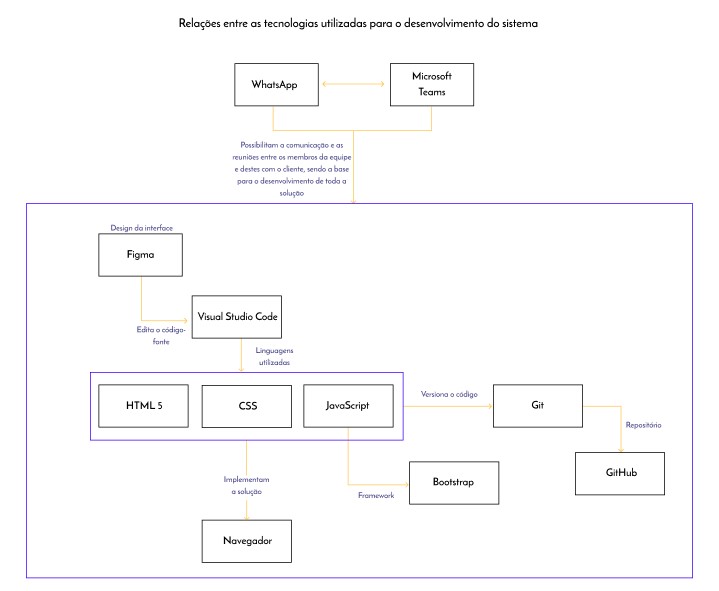 Relações entre as tecnologias utilizadas para o desenvolvimento do sistema
WhatsApp
Microsoft
Teams
Possibilitam a comunicação e as
reuniões entre os membros da equipe
e destes com o cliente, sendo a base
para o desenvolvimento de toda a
solução
Design da interface
Figma
Visual Studio Code
Edita o código-
fonte
Linguagens
utilizadas
HTML 5
CSS
JavaScript
Versiona o código
Git
Repositório
GitHub
Implementam
a solução
Framework
Bootstrap
Navegador